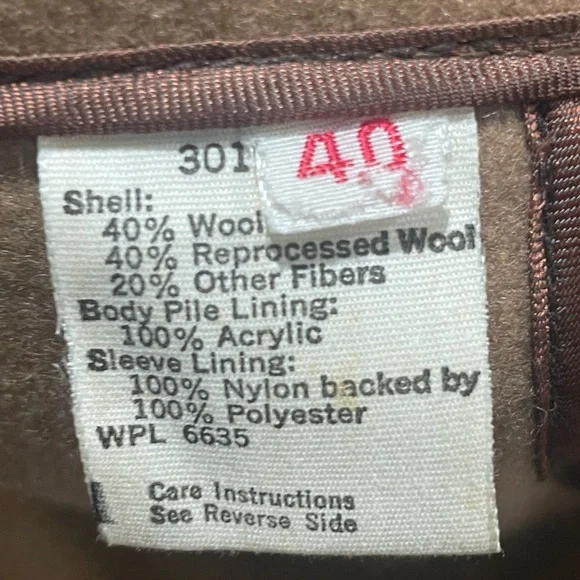 301 40
Shell:
40% Wool
40% Reprocessed Wool
20% Other Fibers
Body Pile Lining:
100% Acrylic
Sleeve Lining:
100% Nylon backed by
100% Polyester
WPL 6635
Care Instructions
See Reverse Side